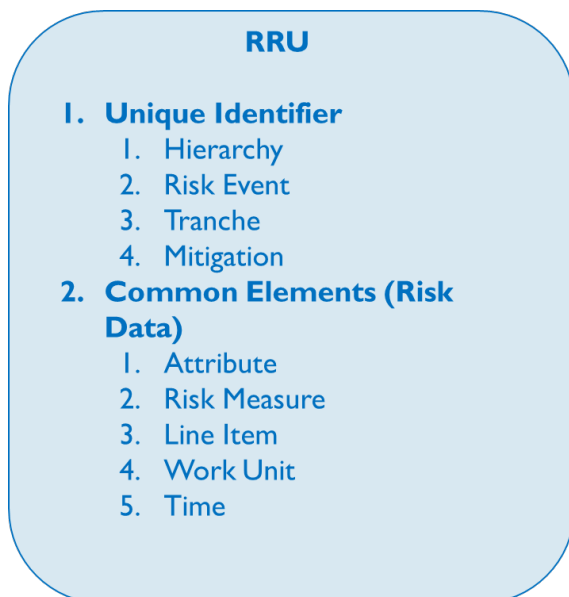 RRU
1. Unique Identifier
1. Hierarchy
2. Risk Event
3. Tranche
4. Mitigation
2. Common Elements (Risk
Data)
1. Attribute
2. Risk Measure
3. Line Item
4. Work Unit
5. Time